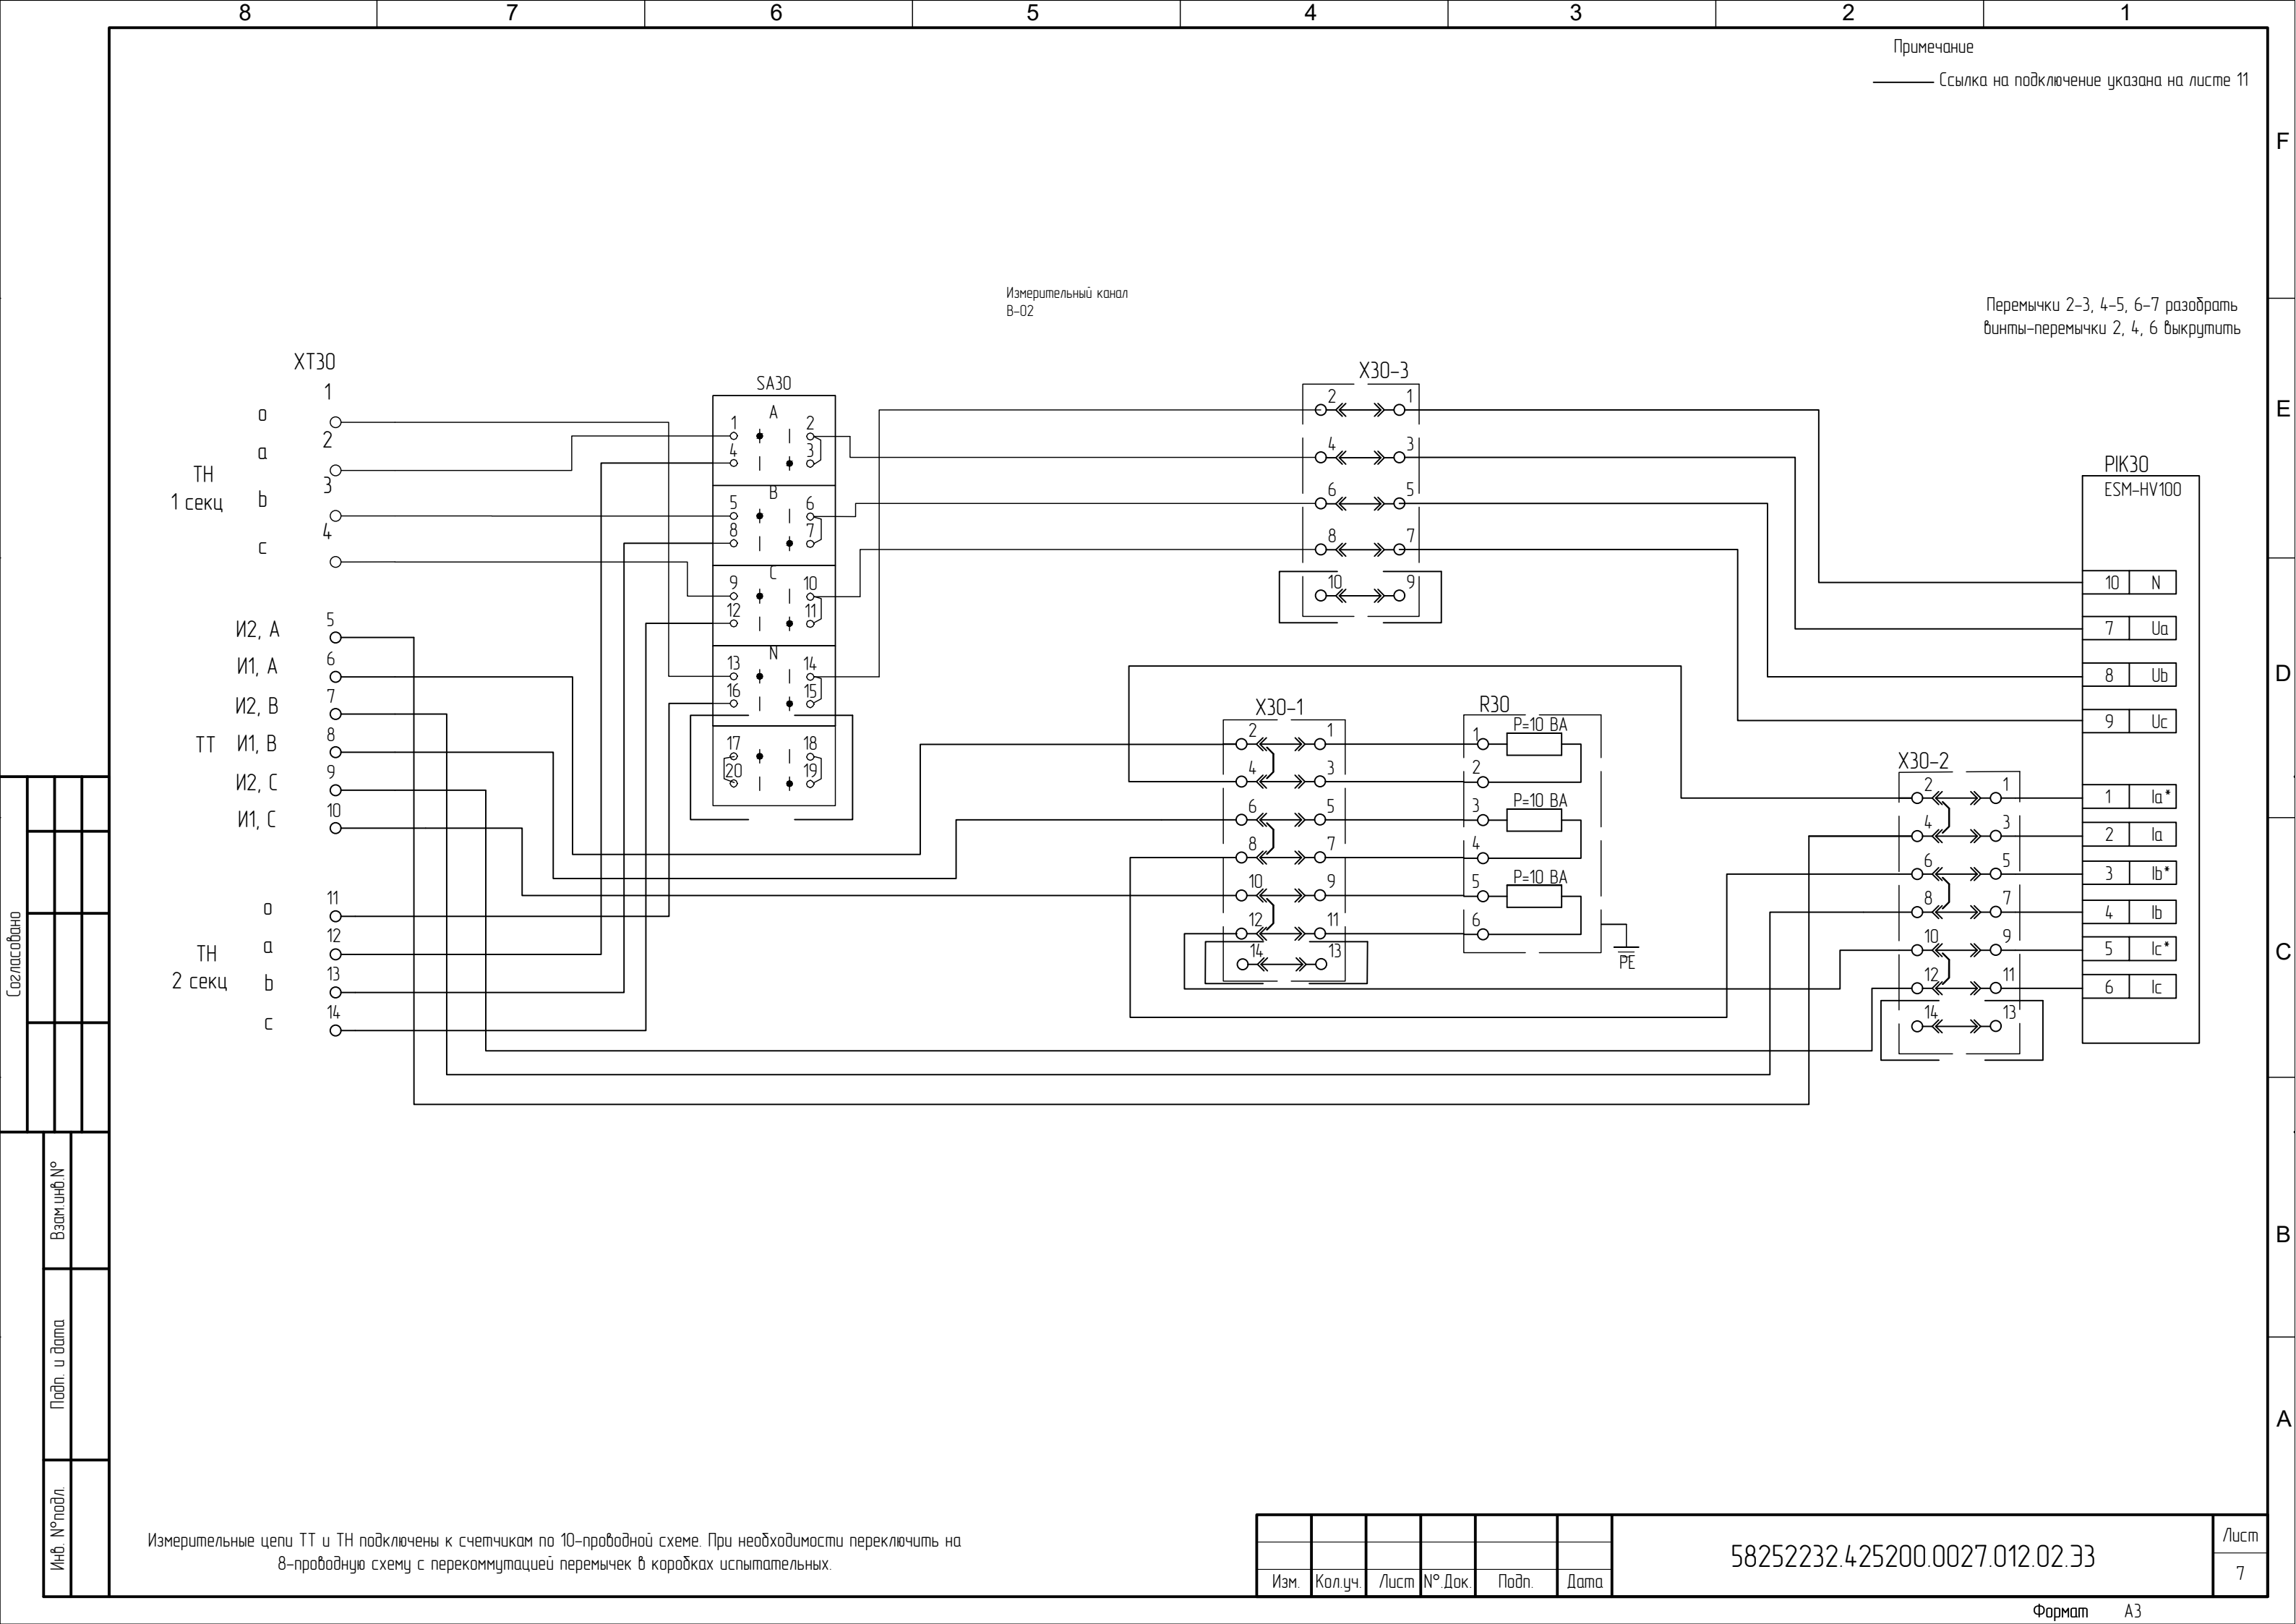 8 7 6 5 4 3 2 1
Примечание
Ссылка на подключение указана на листе 11
F
Измерительный канал
В-02
Перемычки 2-3, 4-5, 6-7 разобрать
винты-перемычки 2, 4, 6 выкрутить
E
XT30
1
o
2
a
3
b
4
c
ТН
1 секц
И2, А 5
И1, А 6
И2, В 7
ТТ И1, В 8
И2, С 9
И1, С 10
o 11
a 12
b 13
c 14
ТН
2 секц
SA30
A
1 2
4 3
B
5 6
8 7
C
9 10
12 11
N
13 14
16 15
17 18
20 19
X30-3
2 1
4 3
6 5
8 7
10 9
X30-1
2 1
4 3
6 5
8 7
10 9
12 11
14 13
R30
P=10 ВА
1
2
P=10 ВА
3
4
P=10 ВА
5
6
PE
X30-2
2 1
4 3
6 5
8 7
10 9
12 11
14 13
PIK30
ESM-HV100
10 N
7 Ua
8 Ub
9 Uc
1 Ia*
2 Ia
3 Ib*
4 Ib
5 Ic*
6 Ic
D
C
B
A
Согласовано
Взам.инв.N°
Подп. и дата
Инв. N°подл.
Измерительные цепи ТТ и ТН подключены к счетчикам по 10-проводной схеме. При необходимости переключить на
8-проводную схему с перекоммутацией перемычек в коробках испытательных.
Изм. Кол.уч. Лист N°.Док. Подп. Дата
58252232.425200.0027.012.02.ЭЗ
Лист
7
Формат А3